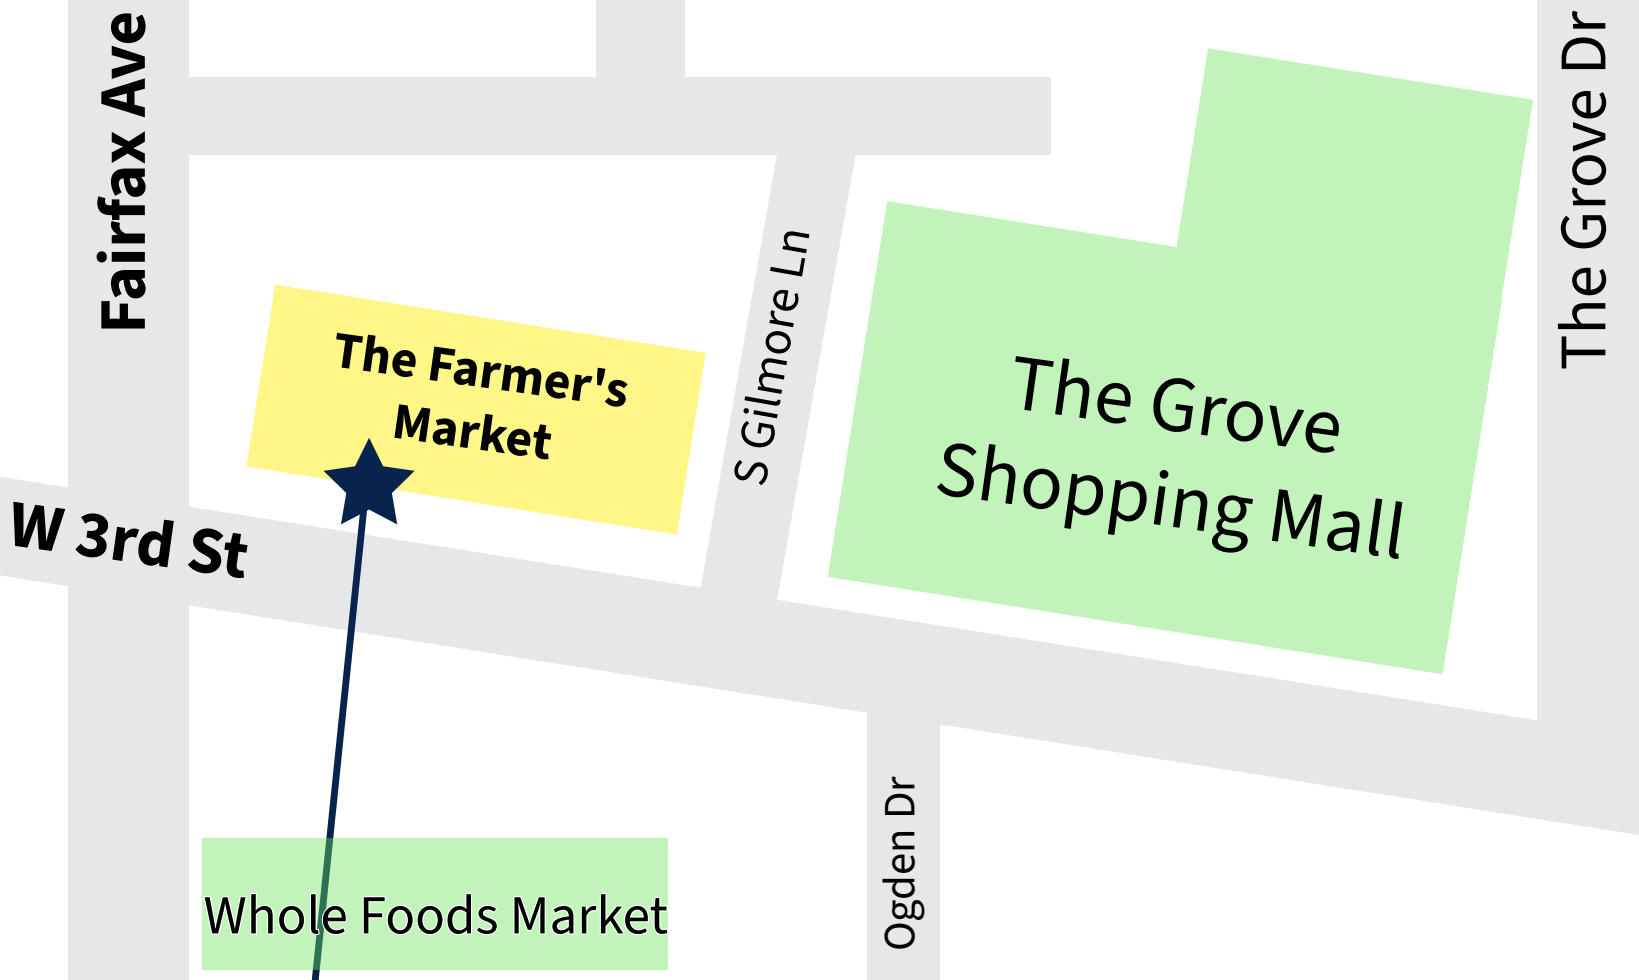 Fairfax Ave
The Grove Dr
S Gilmore Ln
The Farmer's
Market
The Grove
Shopping Mall
W 3rd St
Ogden Dr
Whole Foods Market